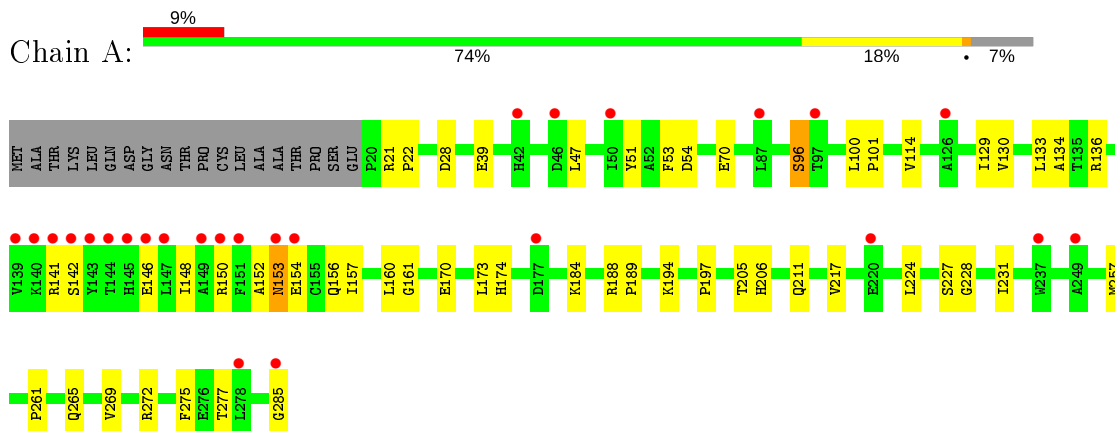 9%
Chain A:
74% 18% • 7%
MET ALA THR LYS LEU GLN ASP GLY ASN THR PRO CYS LEU ALA ALA THR PRO SER GLU P20 R21 P22 D28 E39 H42 D46 L47 I50 Y51 A52 F53 D54 E70 L87 S96 T97 L100 P101 V114 A126 I129 V130 L133 A134 T135 R136
V139 K140 R141 S142 Y143 T144 H145 E146 L147 I148 A149 R150 F151 A152 N153 E154 C155 Q156 I157 L160 G161 E170 L173 H174 D177 K184 R188 P189 K194 P197 T205 H206 Q211 V217 E220 L224 S227 G228 I231 W237 A249 M257
P261 Q265 V269 R272 F275 E276 T277 L278 G285